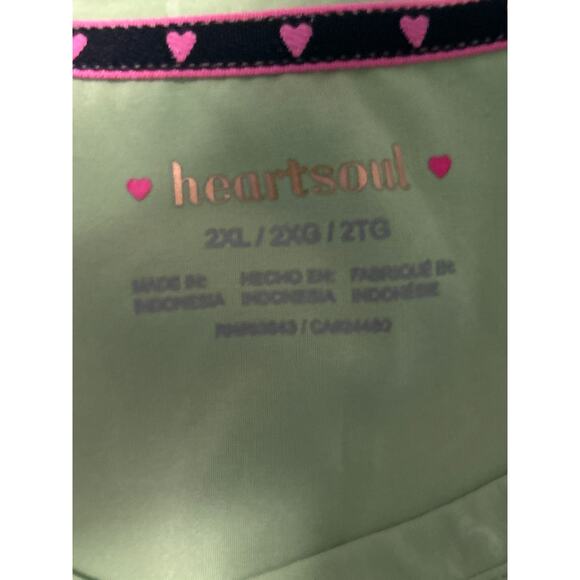 heartsoul
2XL / 2XG / 2TG
MADE IN: HECHO EN: FABRIQUÉ EN:
INDONESIA INDONESIA INDONÉSIE